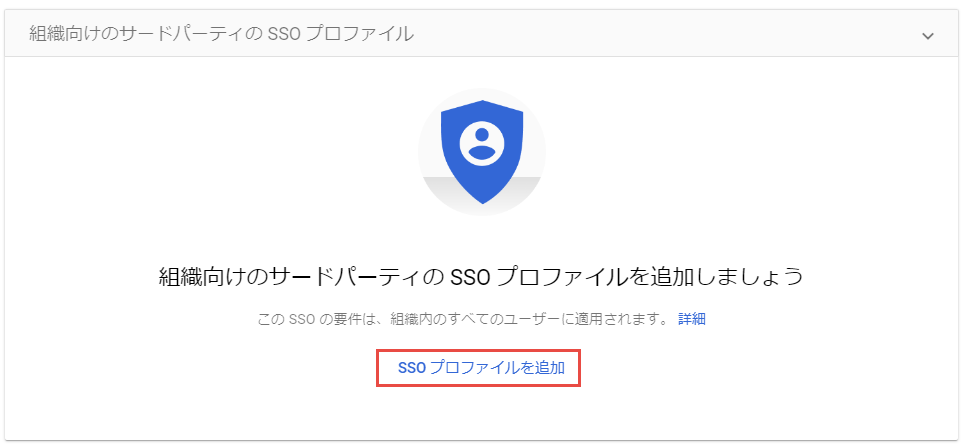 組織向けのサードパーティの SSO プロファイル
組織向けのサードパーティの SSO プロファイルを追加しましょう
この SSO の要件は、組織内のすべてのユーザーに適用されます。 詳細
SSO プロファイルを追加